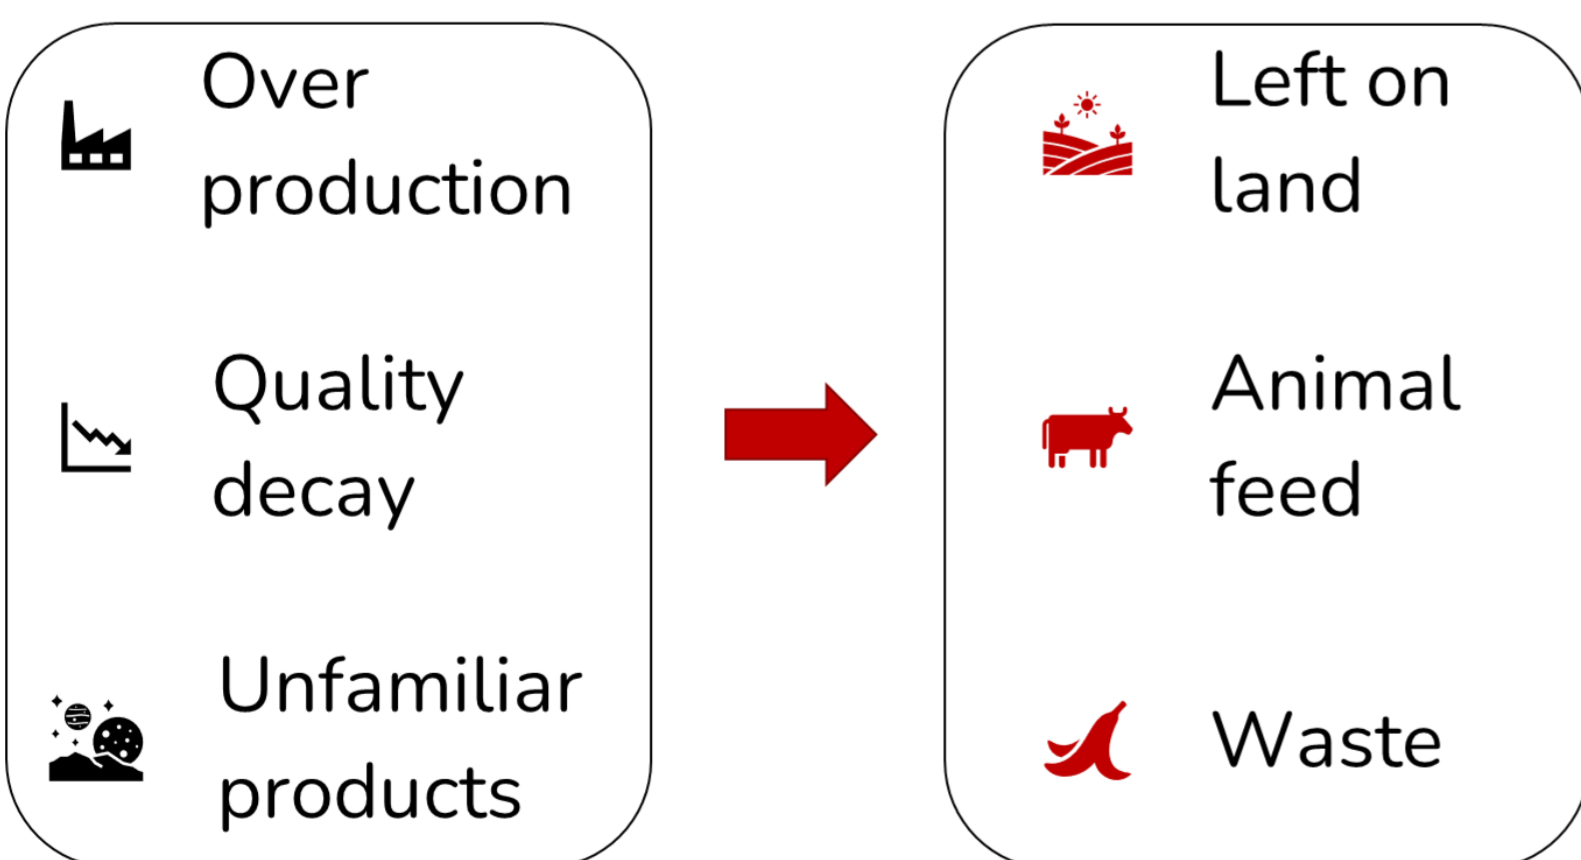 Over
production
Quality
decay
Unfamiliar
products
Left on
land
Animal
feed
Waste